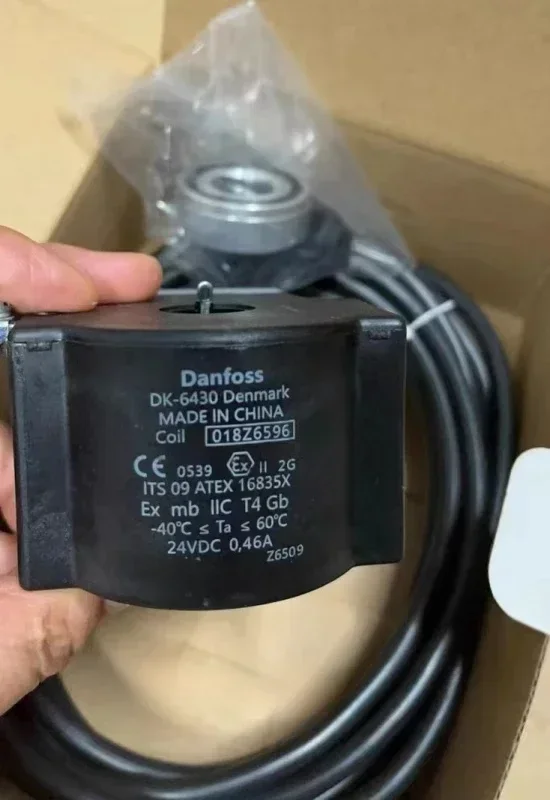 Danfoss
DK-6430 Denmark
MADE IN CHINA
Coil 018Z6596
CE 0539 Ex II 2G
ITS 09 ATEX 16835X
Ex mb IIC T4 Gb
-40℃ ≤ Ta ≤ 60℃
24VDC 0,46A
Z6509